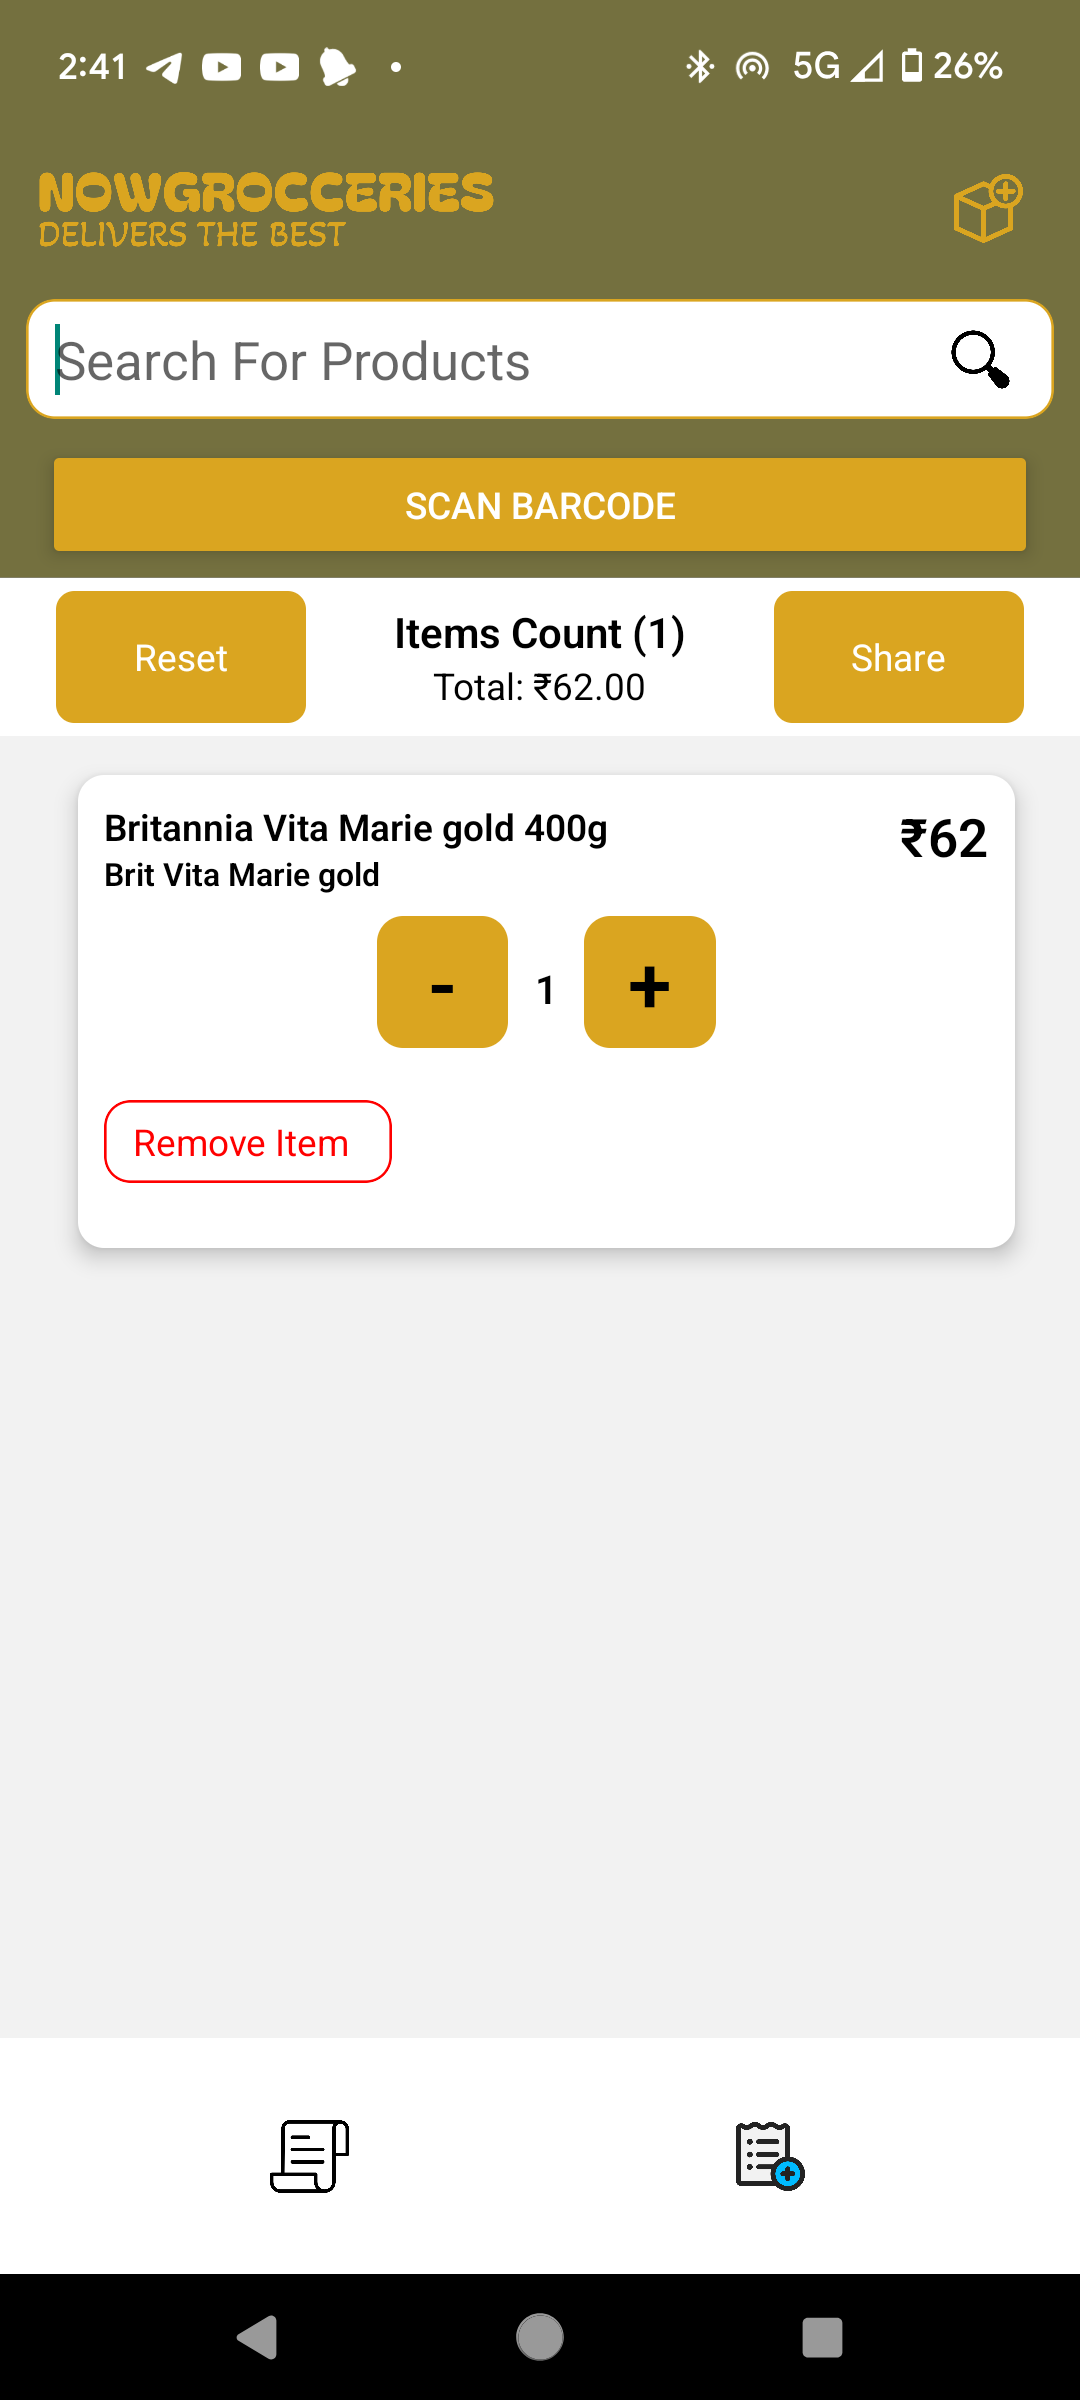 2:41 5G 26%
NOWGROCCERIES
DELIVERS THE BEST
Search For Products
SCAN BARCODE
Reset
Items Count (1)
Total: ₹62.00
Share
Britannia Vita Marie gold 400g
₹62
Brit Vita Marie gold
- 1 +
Remove Item